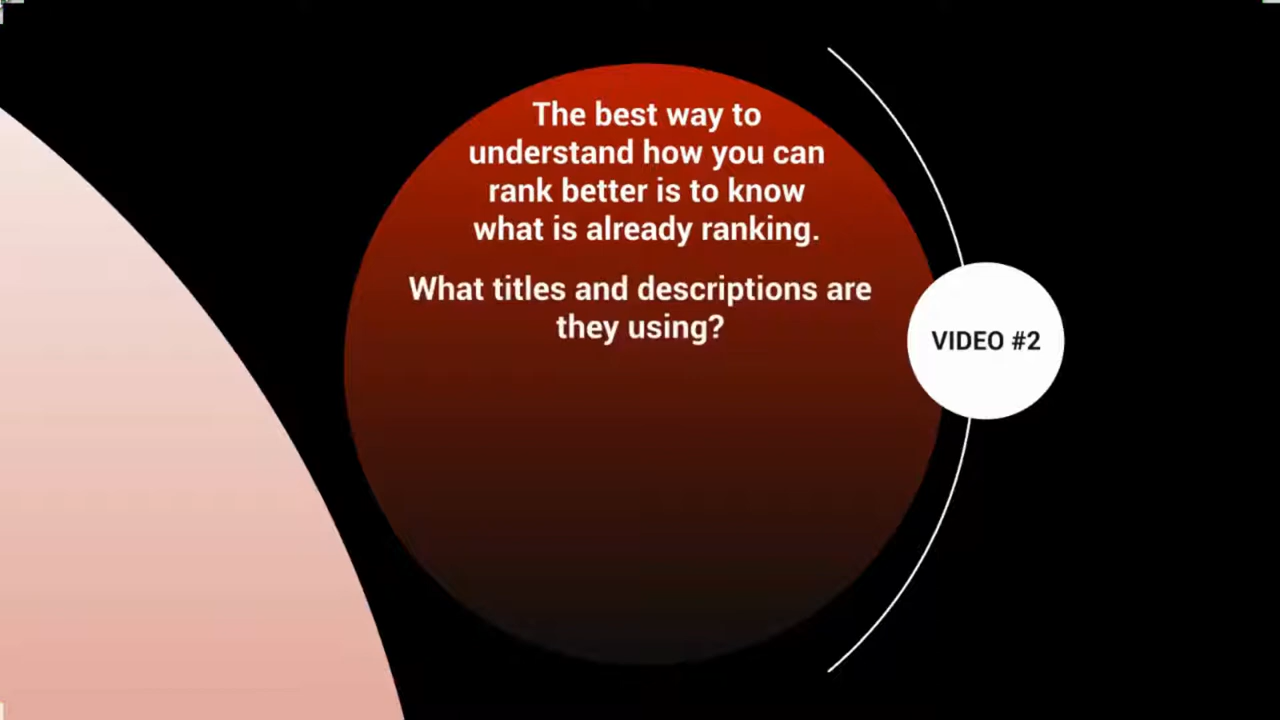 The best way to
understand how you can
rank better is to know
what is already ranking.
What titles and descriptions are
they using?
VIDEO #2